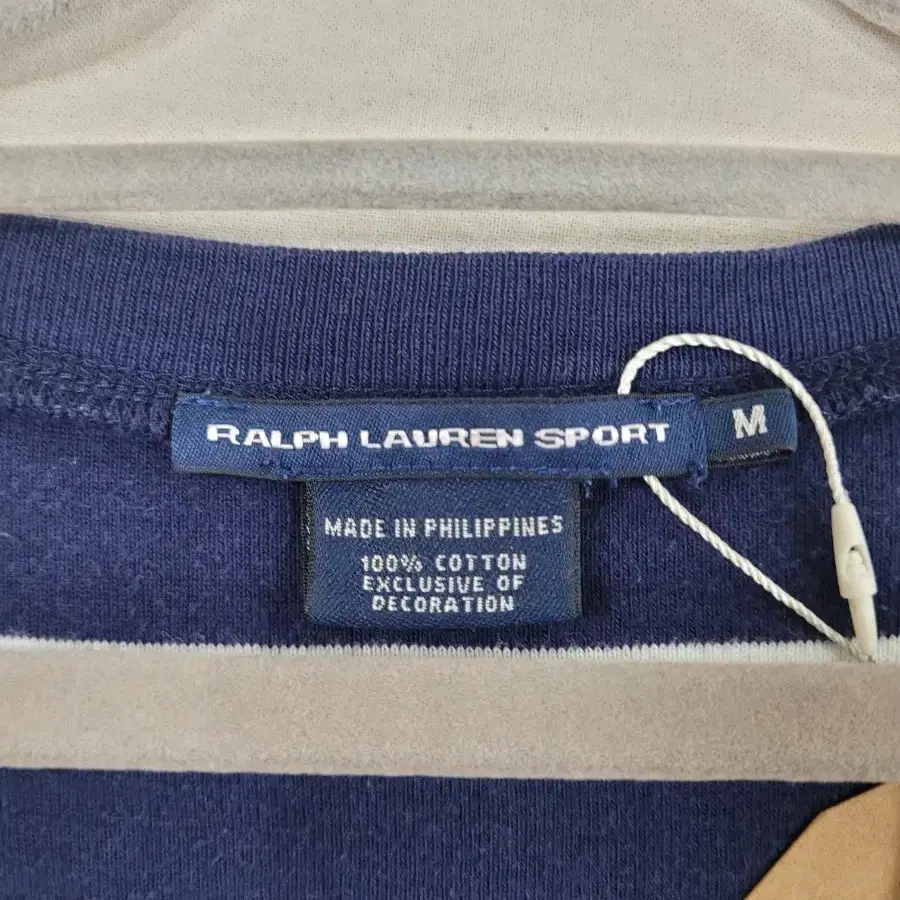 RALPH LAUREN SPORT
M
MADE IN PHILIPPINES
100% COTTON
EXCLUSIVE OF
DECORATION